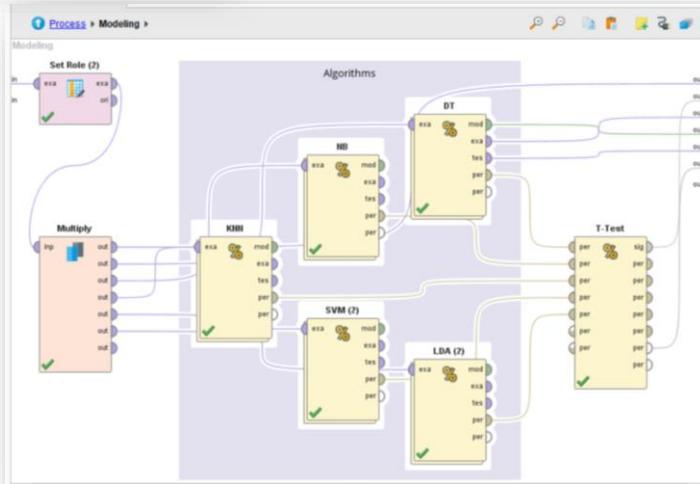 Process ▸ Modeling ▸
Modeling
Set Role (2)
in
exa
exa
in
ori
Multiply
inp
out
out
out
out
out
out
out
Algorithms
KNN
exa
mod
exa
tes
per
per
NB
exa
mod
exa
tes
per
per
DT
exa
mod
exa
tes
per
per
SVM (2)
exa
mod
exa
tes
per
per
LDA (2)
exa
mod
exa
tes
per
per
T-Test
per
sig
per
per
per
per
per
per
per
per
per
per
per
per
per
ou
ou
ou
ou
ou
ou
ou